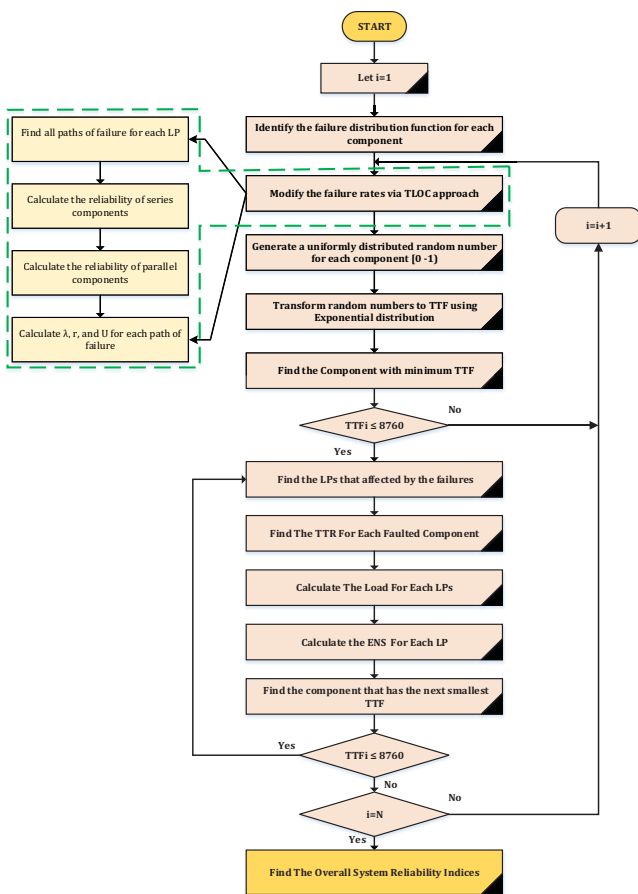 START
Let i=1
Identify the failure distribution function for each
component
Modify the failure rates via TLOC approach
Find all paths of failure for each LP
Calculate the reliability of series
components
Calculate the reliability of parallel
components
Calculate λ, r, and U for each path of
failure
i=i+1
Generate a uniformly distributed random number
for each component [0 -1)
Transform random numbers to TTF using
Exponential distribution
Find the Component with minimum TTF
TTFi ≤ 8760
No
Yes
Find the LPs that affected by the failures
Find The TTR For Each Faulted Component
Calculate The Load For Each LPs
Calculate the ENS For Each LP
Find the component that has the next smallest
TTF
Yes
TTFi ≤ 8760
No
i=N
No
Yes
Find The Overall System Reliability Indices